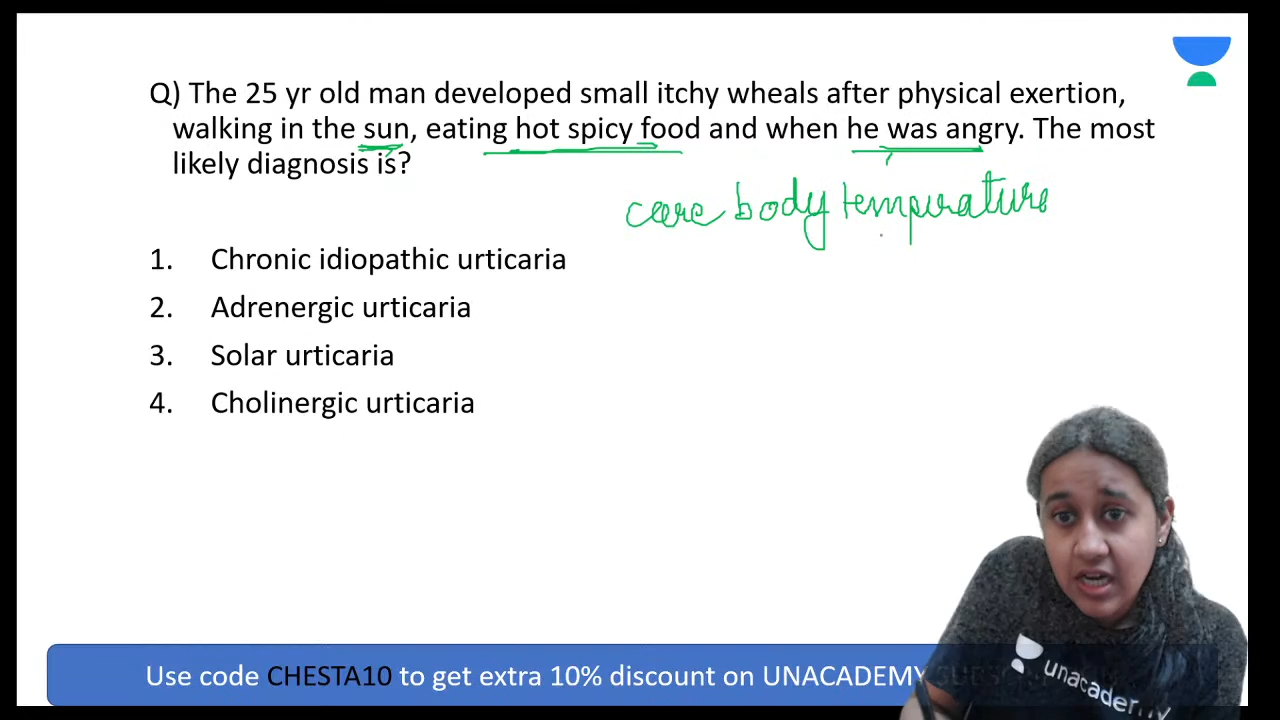 Q) The 25 yr old man developed small itchy wheals after physical exertion,
walking in the sun, eating hot spicy food and when he was angry. The most
likely diagnosis is?
core body temperature
1. Chronic idiopathic urticaria
2. Adrenergic urticaria
3. Solar urticaria
4. Cholinergic urticaria
Use code CHESTA10 to get extra 10% discount on UNACADEMY
unacademy